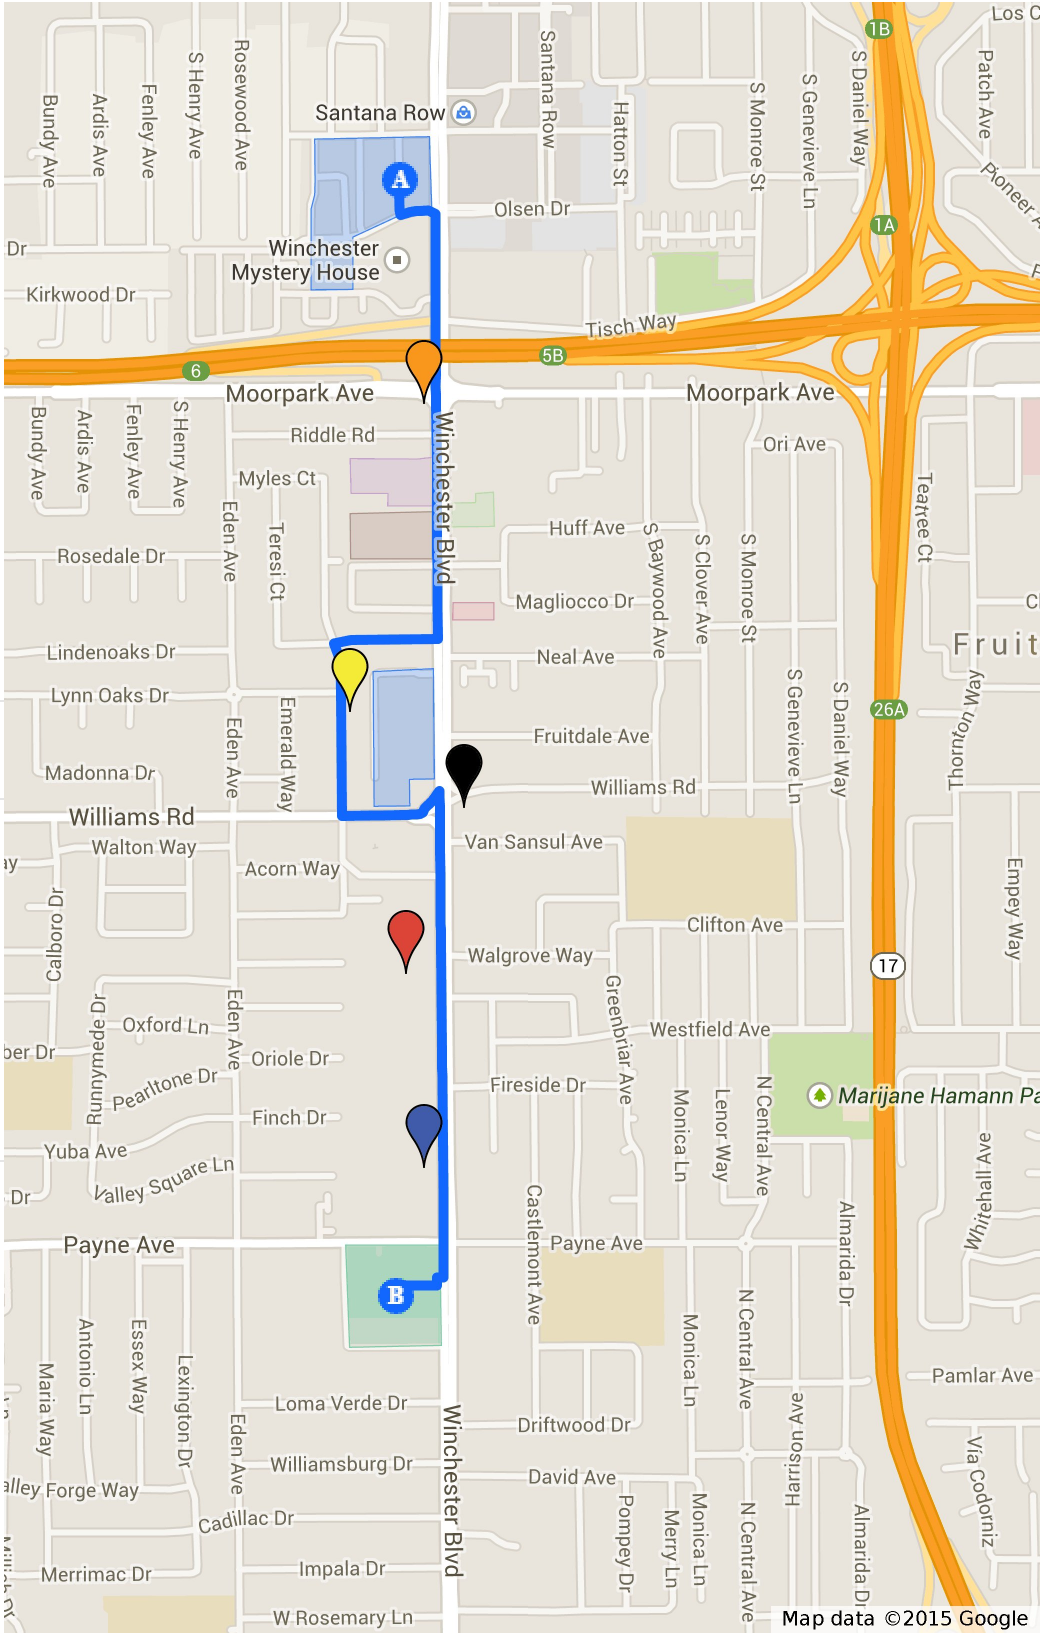 1B
Los C
S Henry Ave
Rosewood Ave
Fenley Ave
Ardis Ave
Bundy Ave
Santana Row
Santana Row
Hatton St
S Monroe St
S Genevieve Ln
S Daniel Way
Patch Ave
Pioneer A
A
Olsen Dr
1A
Dr
Winchester
Mystery House
Kirkwood Dr
Tisch Way
6
5B
Moorpark Ave
Moorpark Ave
Bundy Ave
Ardis Ave
Fenley Ave
S Henry Ave
Riddle Rd
Ori Ave
Winchester Blvd
Myles Ct
Eden Ave
Teresi Ct
Teatree Ct
Huff Ave
S Baywood Ave
S Clover Ave
S Monroe St
Rosedale Dr
Magliocco Dr
Lindenoaks Dr
Neal Ave
Fruit
Lynn Oaks Dr
Emerald Way
Eden Ave
S Genevieve Ln
S Daniel Way
26A
Thornton Way
Fruitdale Ave
Madonna Dr
Williams Rd
Williams Rd
Walton Way
Van Sansul Ave
ay
Acorn Way
Calboro Dr
Empey Way
Clifton Ave
Walgrove Way
17
Runnymede Dr
Oxford Ln
Eden Ave
Greenbriar Ave
Westfield Ave
ber Dr
Oriole Dr
Pearltone Dr
Fireside Dr
Monica Ln
Lenor Way
N Central Ave
Marijane Hamann Pa
Finch Dr
Yuba Ave
Valley Square Ln
Dr
Castlemont Ave
Whitehall Ave
Almarida Dr
Payne Ave
Payne Ave
B
N Central Ave
Monica Ln
Antonio Ln
Essex Way
Lexington Dr
Maria Way
Pamlar Ave
Loma Verde Dr
Winchester Blvd
Driftwood Dr
Harrison Ave
Eden Ave
Williamsburg Dr
David Ave
Vía Codorniz
alley Forge Way
Cadillac Dr
Pompey Dr
Merry Ln
Monica Ln
N Central Ave
Almarida Dr
Merrimac Dr
Impala Dr
W Rosemary Ln
Map data ©2015 Google